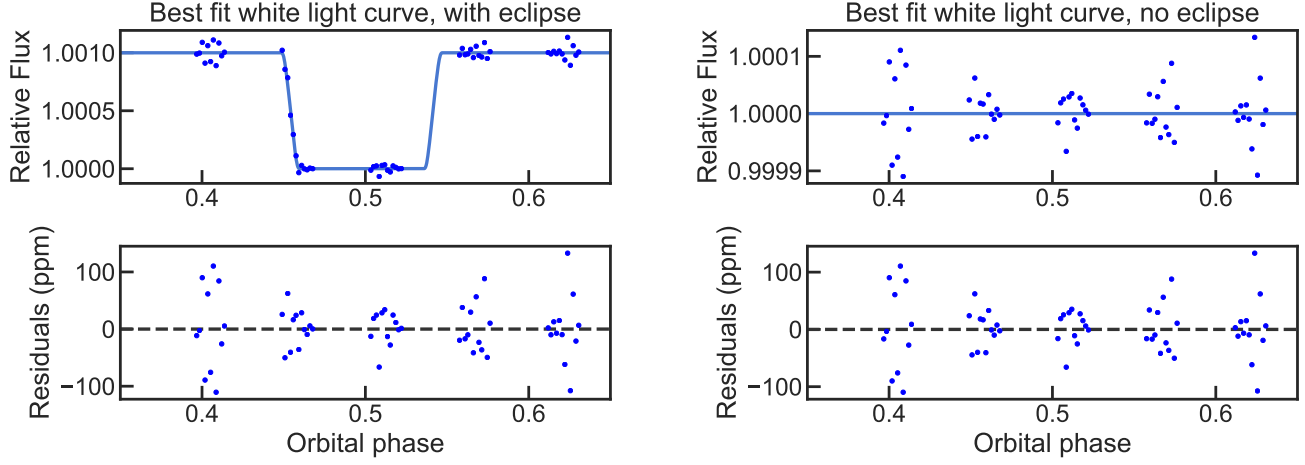 Best fit white light curve, with eclipse
Relative Flux
1.0010
1.0005
1.0000
0.4 0.5 0.6
Residuals (ppm)
100
0
−100
0.4 0.5 0.6
Orbital phase
Best fit white light curve, no eclipse
Relative Flux
1.0001
1.0000
0.9999
0.4 0.5 0.6
Residuals (ppm)
100
0
−100
0.4 0.5 0.6
Orbital phase